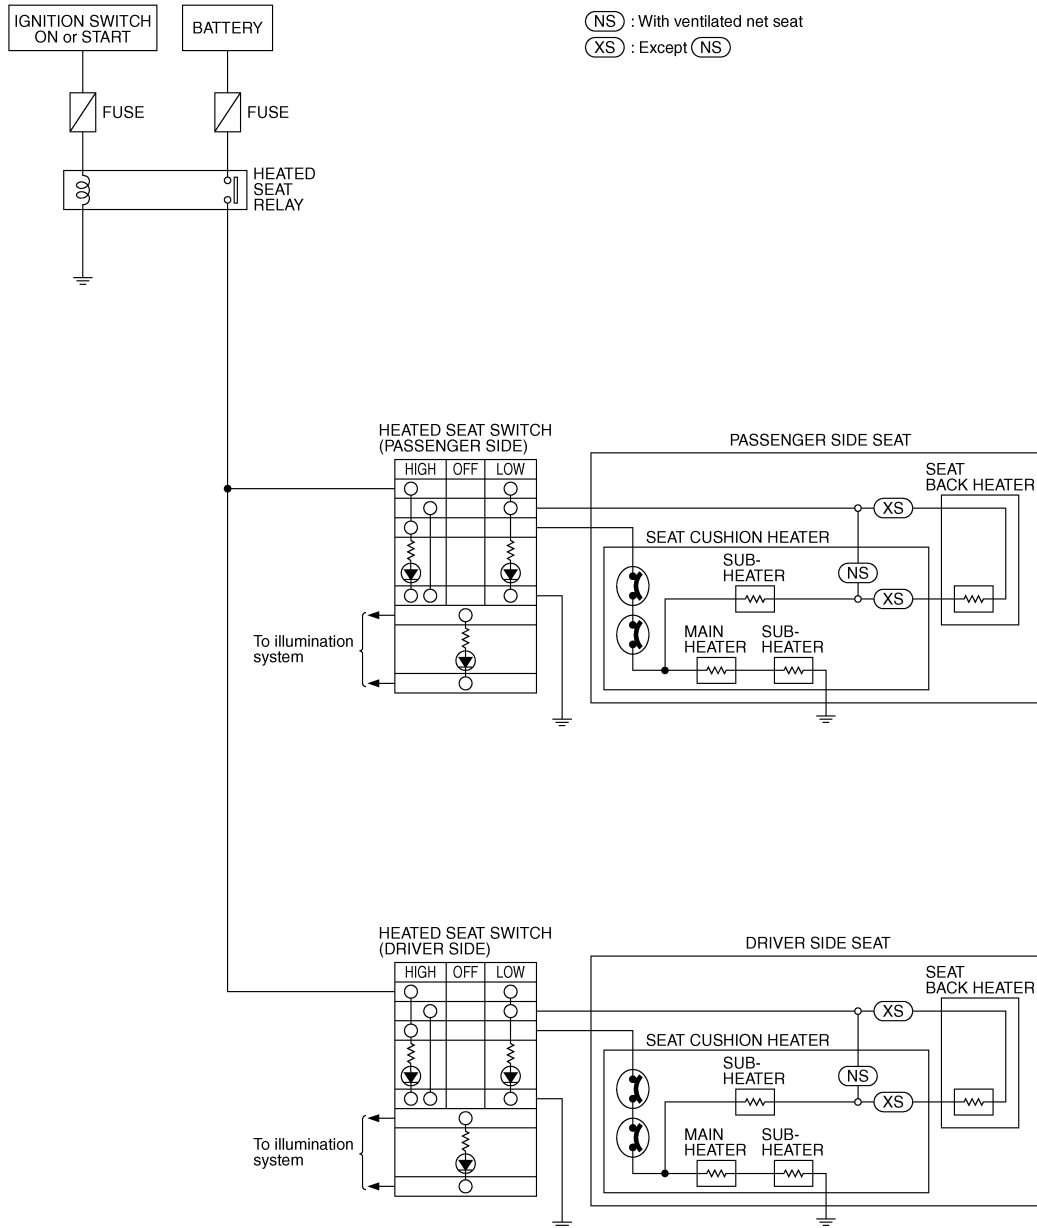 IGNITION SWITCH
ON or START
BATTERY
NS : With ventilated net seat
XS : Except NS
FUSE
FUSE
HEATED
SEAT
RELAY
HEATED SEAT SWITCH
(PASSENGER SIDE)
HIGH OFF LOW
To illumination
system
PASSENGER SIDE SEAT
SEAT
BACK HEATER
XS
SEAT CUSHION HEATER
SUB-
HEATER
NS
XS
MAIN
HEATER
SUB-
HEATER
HEATED SEAT SWITCH
(DRIVER SIDE)
HIGH OFF LOW
To illumination
system
DRIVER SIDE SEAT
SEAT
BACK HEATER
XS
SEAT CUSHION HEATER
SUB-
HEATER
NS
XS
MAIN
HEATER
SUB-
HEATER